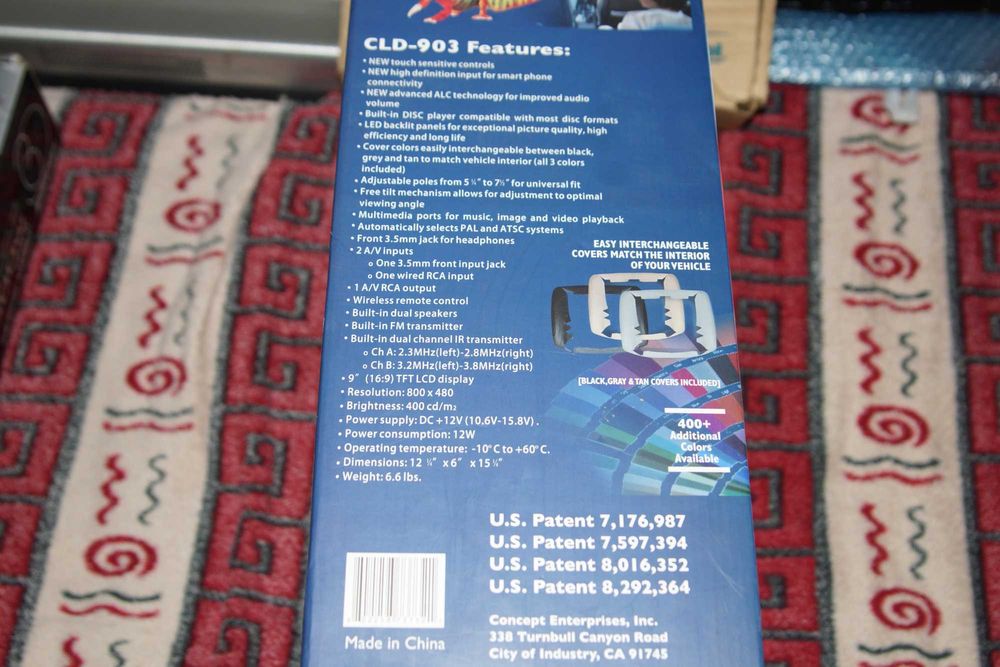 CLD-903 Features:
• NEW touch sensitive controls
• NEW high definition input for smart phone
connectivity
• NEW advanced ALC technology for improved audio
volume
• Built-in DISC player compatible with most disc formats
• LED backlit panels for exceptional picture quality, high
efficiency and long life
• Cover colors easily interchangeable between black,
grey and tan to match vehicle interior (all 3 colors
included)
• Adjustable poles from 5 ¼" to 7½" for universal fit
• Free tilt mechanism allows for adjustment to optimal
viewing angle
• Multimedia ports for music, image and video playback
• Automatically selects PAL and ATSC systems
• Front 3.5mm jack for headphones
• 2 A/V inputs
o One 3.5mm front input jack
o One wired RCA input
• 1 A/V RCA output
• Wireless remote control
• Built-in dual speakers
• Built-in FM transmitter
• Built-in dual channel IR transmitter
o Ch A: 2.3MHz(left)-2.8MHz(right)
o Ch B: 3.2MHz(left)-3.8MHz(right)
• 9" (16:9) TFT LCD display
• Resolution: 800 x 480
• Brightness: 400 cd/m2
• Power supply: DC +12V (10.6V-15.8V) .
• Power consumption: 12W
• Operating temperature: -10°C to +60°C.
• Dimensions: 12 ¼" x 6" x 15 ¼"
• Weight: 6.6 lbs.
EASY INTERCHANGEABLE
COVERS MATCH THE INTERIOR
OF YOUR VEHICLE
[BLACK,GRAY & TAN COVERS INCLUDED]
400+
Additional
Colors
Available
U.S. Patent 7,176,987
U.S. Patent 7,597,394
U.S. Patent 8,016,352
U.S. Patent 8,292,364
Made in China
Concept Enterprises, Inc.
338 Turnbull Canyon Road
City of Industry, CA 91745